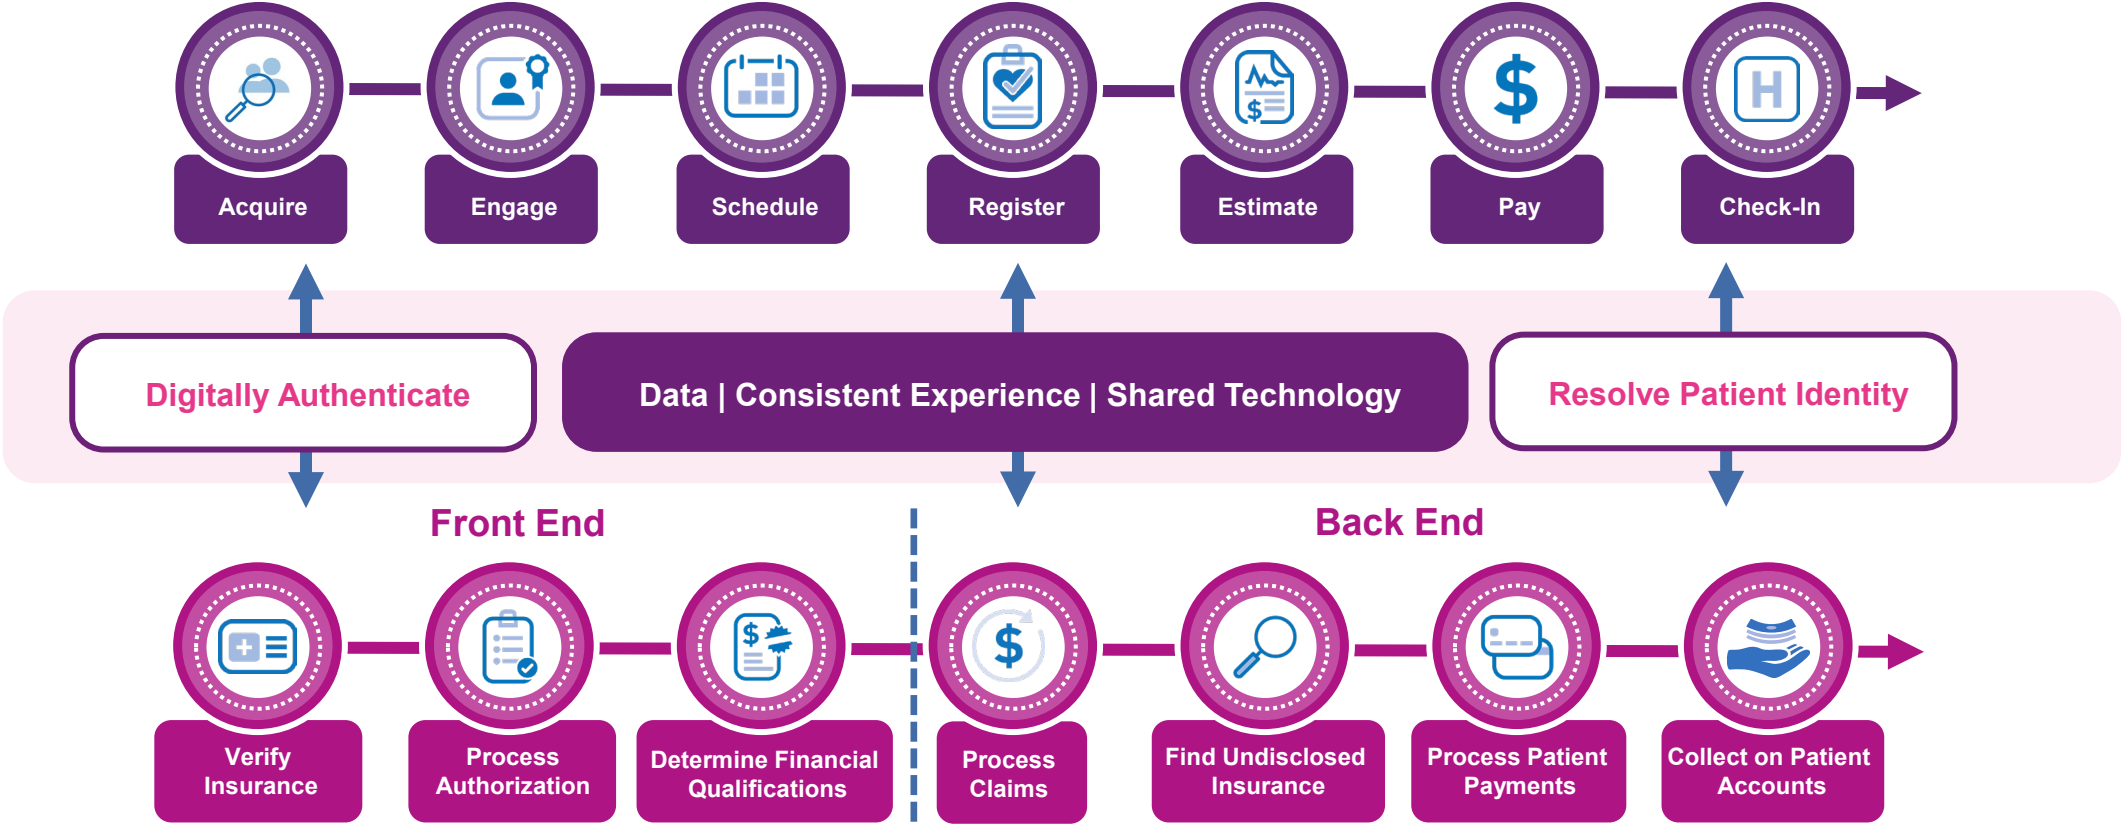 Acquire
Engage
Schedule
Register
Estimate
Pay
Check-In
Digitally Authenticate
Data | Consistent Experience | Shared Technology
Resolve Patient Identity
Front End
Back End
Verify
Insurance
Process
Authorization
Determine Financial
Qualifications
Process
Claims
Find Undisclosed
Insurance
Process Patient
Payments
Collect on Patient
Accounts